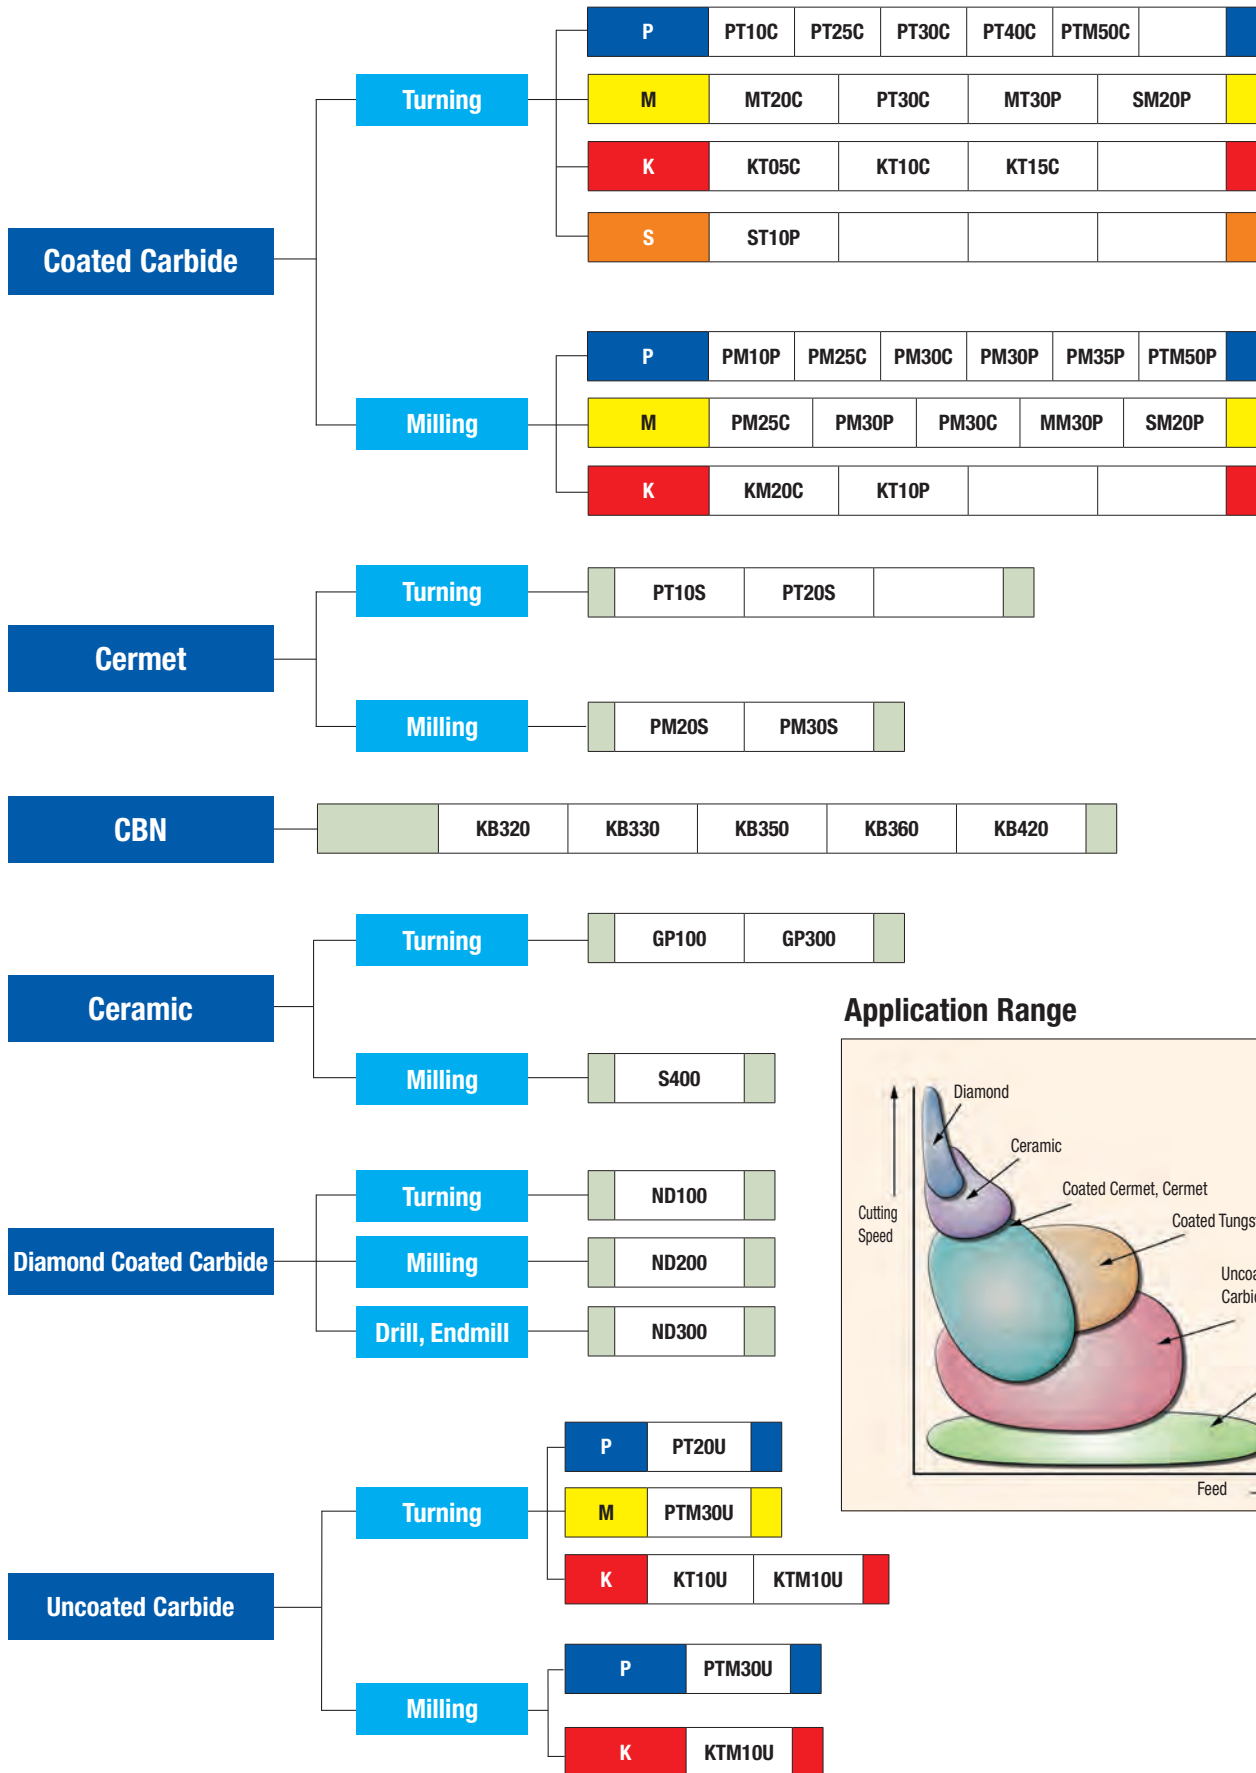 P PT10C PT25C PT30C PT40C PTM50C
Turning
M MT20C PT30C MT30P SM20P
K KT05C KT10C KT15C
S ST10P
Coated Carbide
P PM10P PM25C PM30C PM30P PM35P PTM50P
Milling
M PM25C PM30P PM30C MM30P SM20P
K KM20C KT10P
Turning
PT10S PT20S
Cermet
Milling
PM20S PM30S
CBN
KB320 KB330 KB350 KB360 KB420
Turning
GP100 GP300
Ceramic
Milling
S400
Application Range
Diamond
Ceramic
Coated Cermet, Cermet
Coated Tungs
Cutting
Speed
Uncoa
Carbi
Feed
Turning
ND100
Diamond Coated Carbide
Milling
ND200
Drill, Endmill
ND300
P PT20U
Turning
M PTM30U
K KT10U KTM10U
Uncoated Carbide
P PTM30U
Milling
K KTM10U